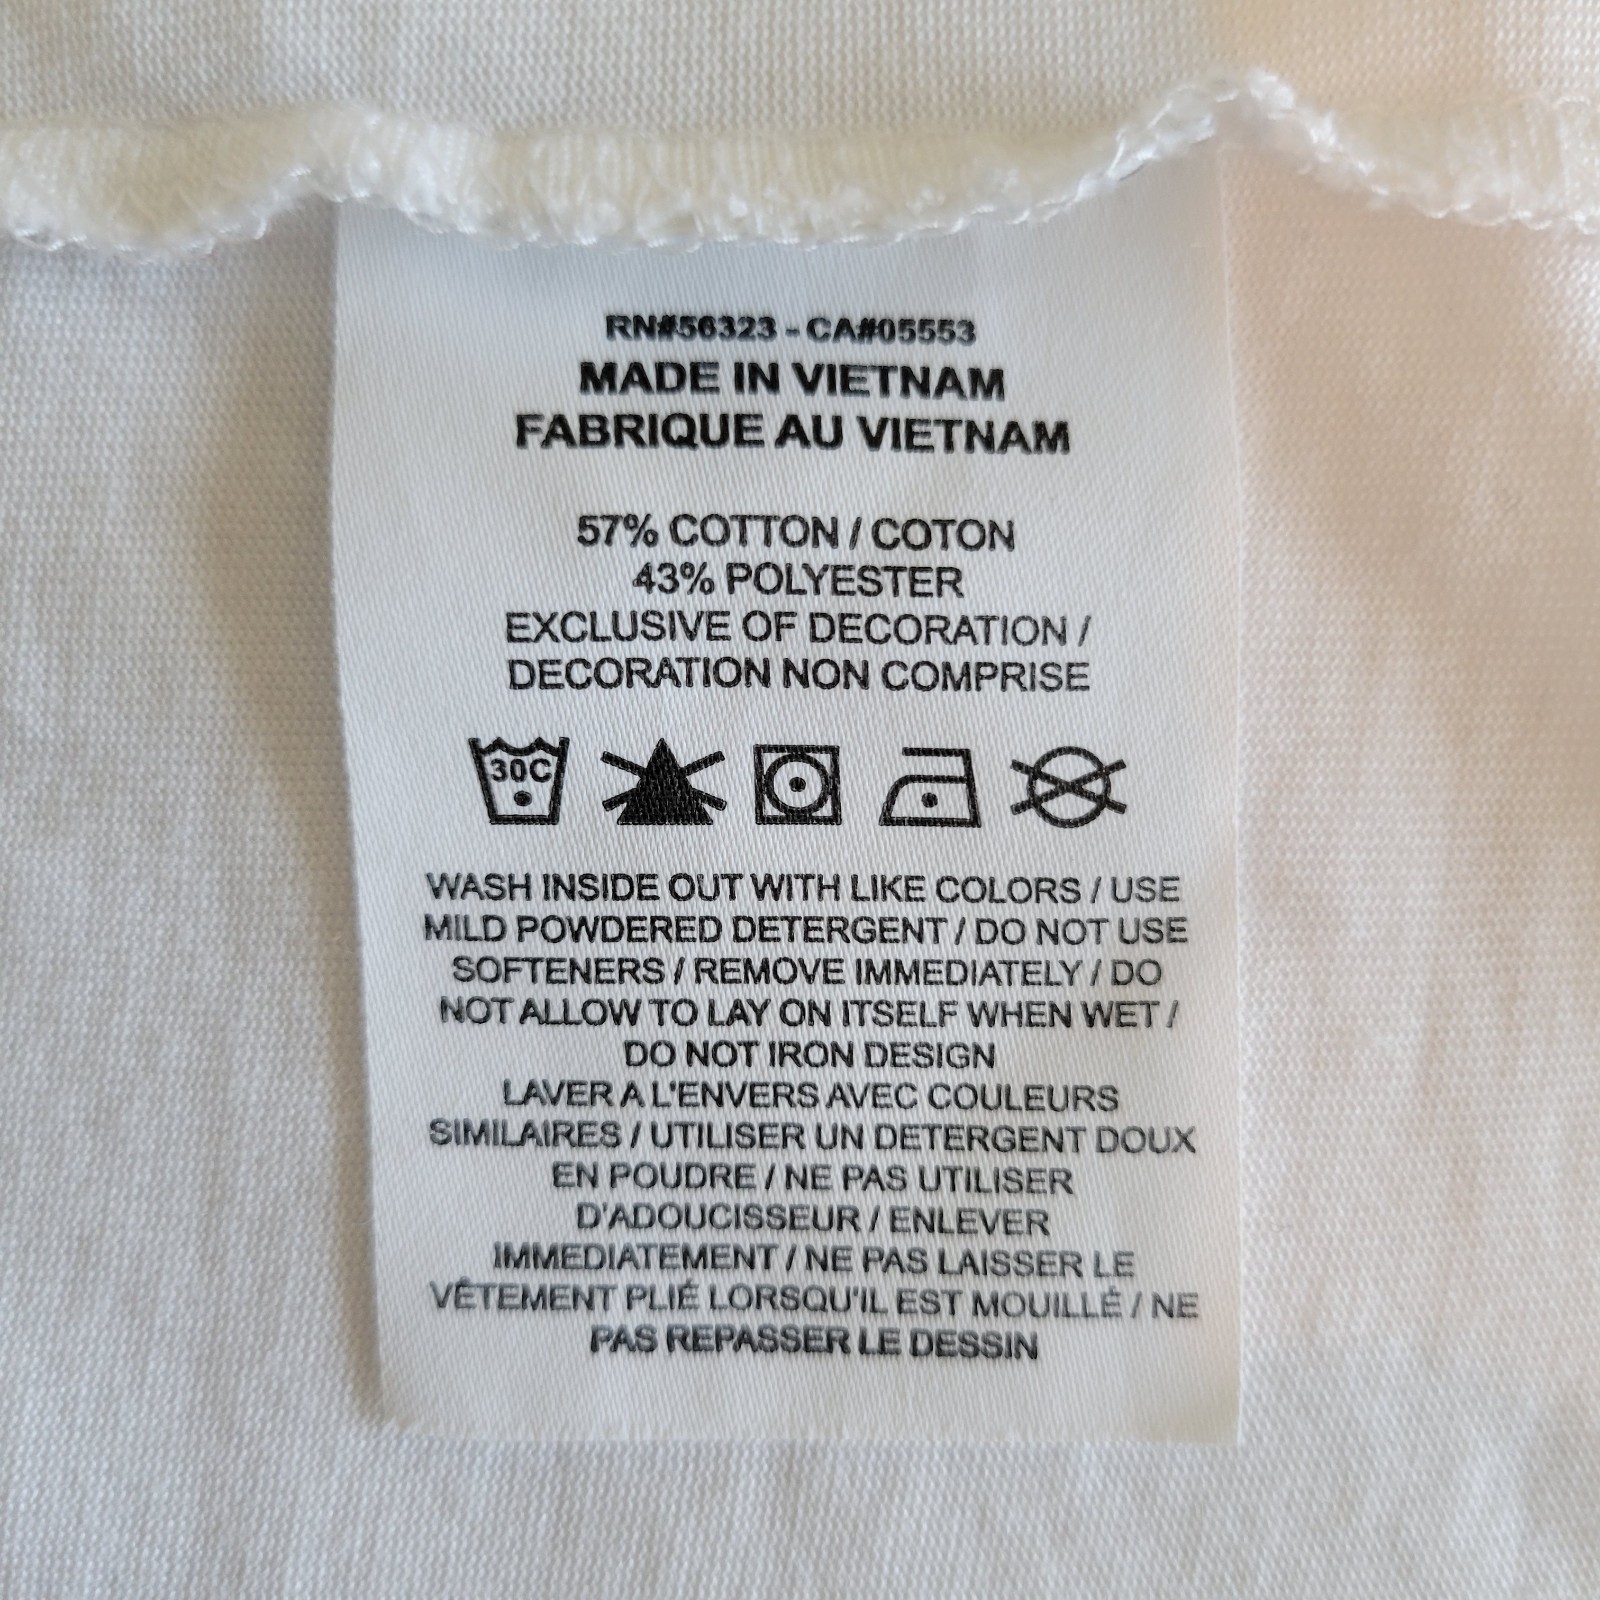 RN#56323 - CA#05553
MADE IN VIETNAM
FABRIQUE AU VIETNAM
57% COTTON / COTON
43% POLYESTER
EXCLUSIVE OF DECORATION /
DECORATION NON COMPRISE
30C
WASH INSIDE OUT WITH LIKE COLORS / USE
MILD POWDERED DETERGENT / DO NOT USE
SOFTENERS / REMOVE IMMEDIATELY / DO
NOT ALLOW TO LAY ON ITSELF WHEN WET /
DO NOT IRON DESIGN
LAVER A L'ENVERS AVEC COULEURS
SIMILAIRES / UTILISER UN DETERGENT DOUX
EN POUDRE / NE PAS UTILISER
D'ADOUCISSEUR / ENLEVER
IMMEDIATEMENT / NE PAS LAISSER LE
VÊTEMENT PLIÉ LORSQU'IL EST MOUILLÉ / NE
PAS REPASSER LE DESSIN